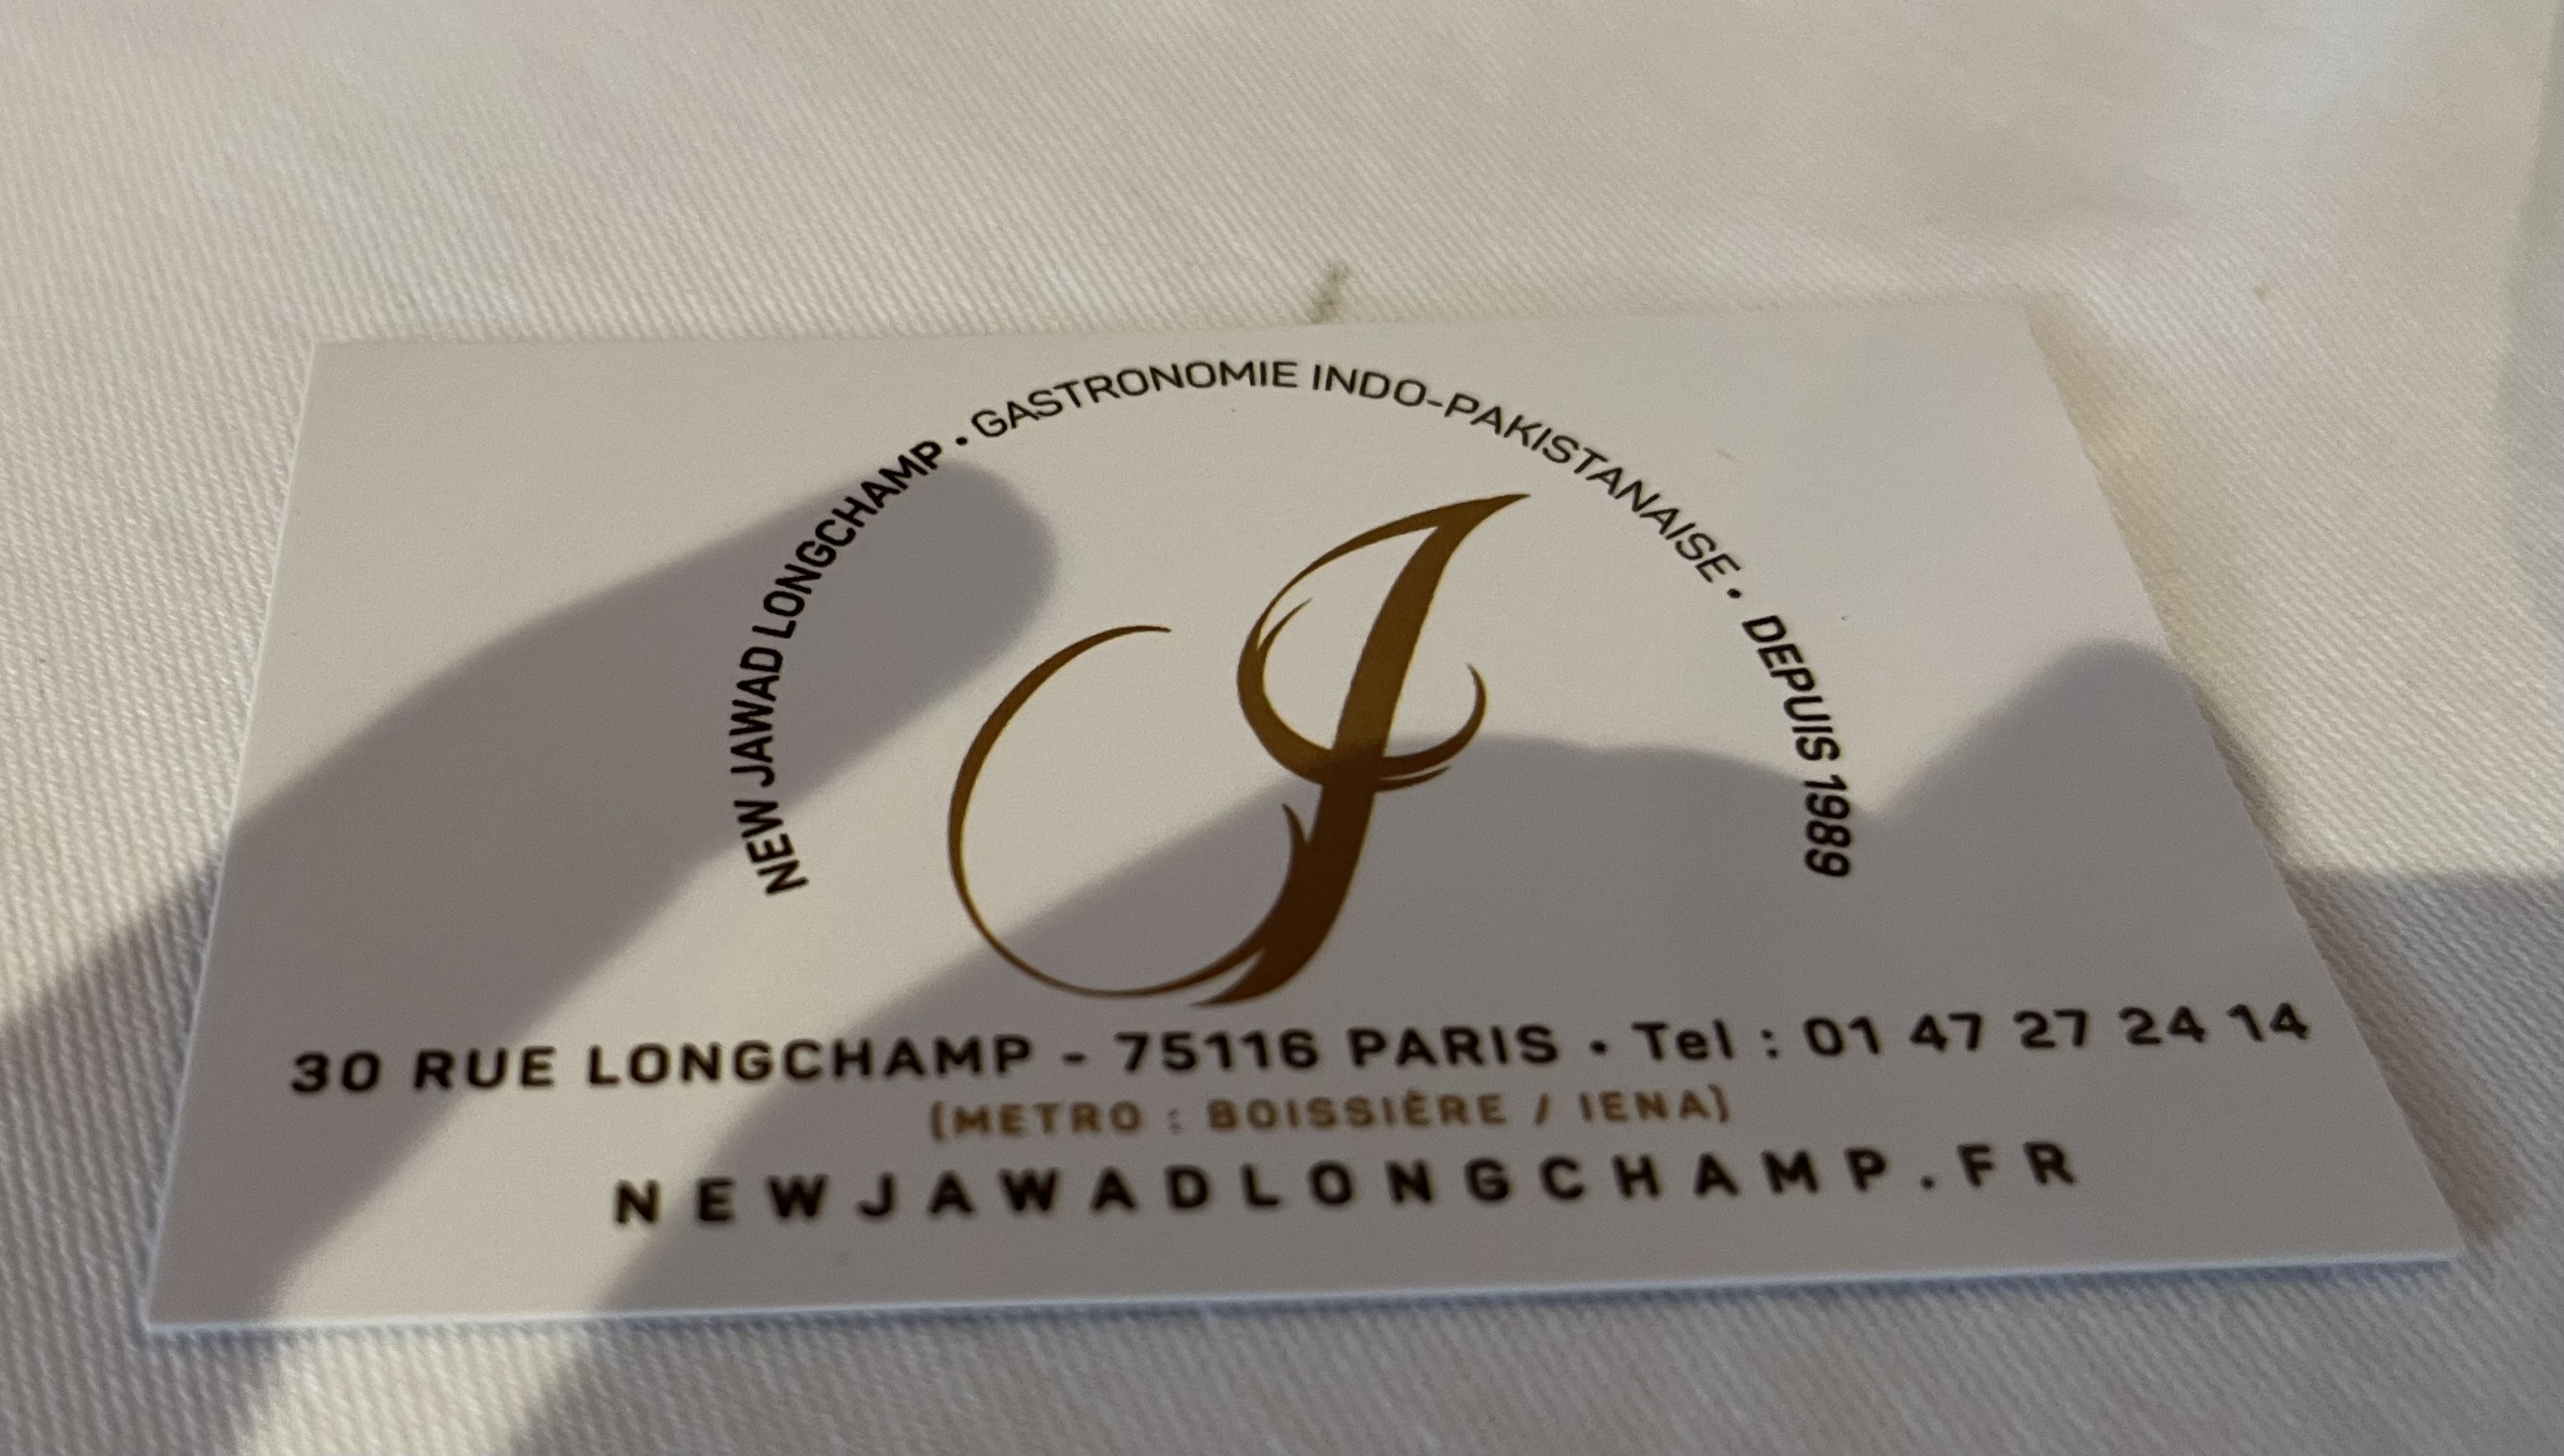 NEW JAWAD LONGCHAMP • GASTRONOMIE INDO-PAKISTANAISE • DEPUIS 1989
J
30 RUE LONGCHAMP - 75116 PARIS • Tel : 01 47 27 24 14
(METRO : BOISSIÈRE / IENA)
NEWJAWADLONGCHAMP.FR